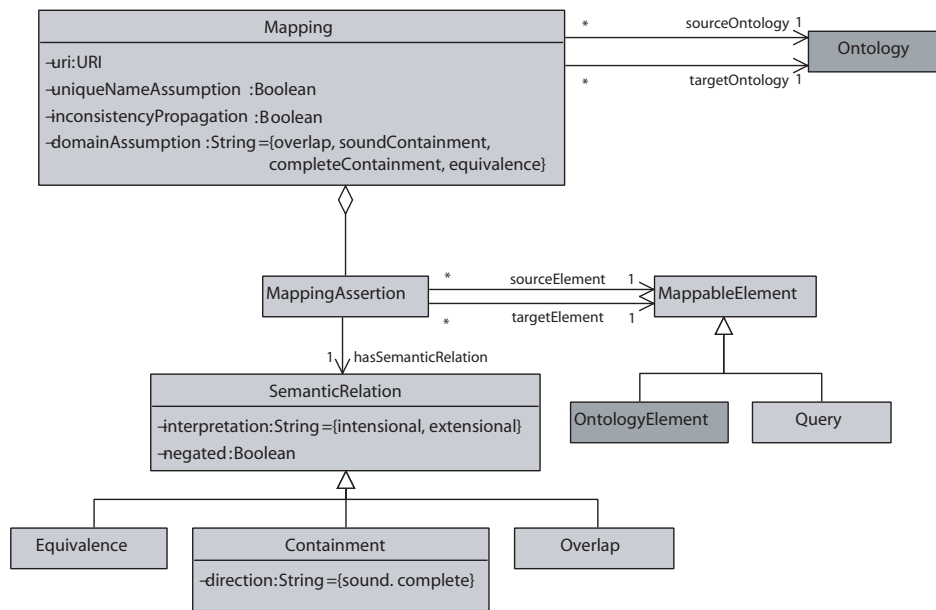 Mapping
-uri:URI
-uniqueNameAssumption :Boolean
-inconsistencyPropagation :Boolean
-domainAssumption :String={overlap, soundContainment,
completeContainment, equivalence}
* sourceOntology 1
* targetOntology 1
Ontology
MappingAssertion
* sourceElement 1
* targetElement 1
MappableElement
1 hasSemanticRelation
SemanticRelation
-interpretation:String={intensional, extensional}
-negated:Boolean
OntologyElement
Query
Equivalence
Containment
-direction:String={sound. complete}
Overlap